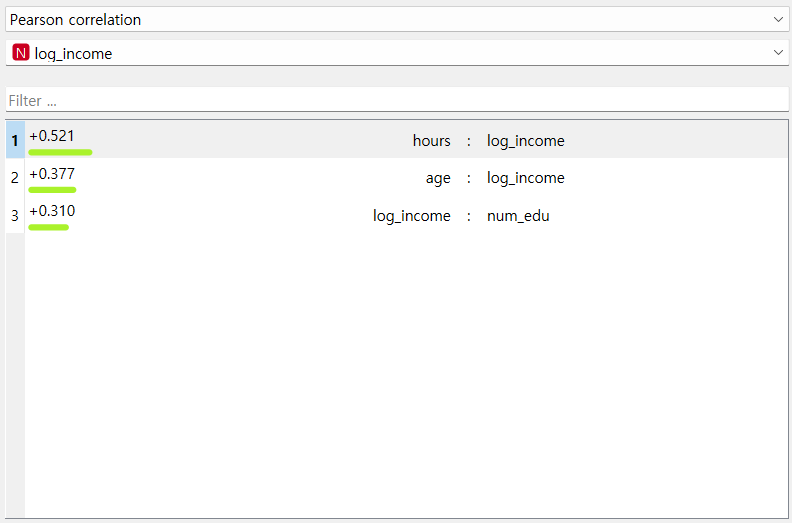 Pearson correlation
N log_income
Filter ...
1 +0.521 hours : log_income
2 +0.377 age : log_income
3 +0.310 log_income : num_edu